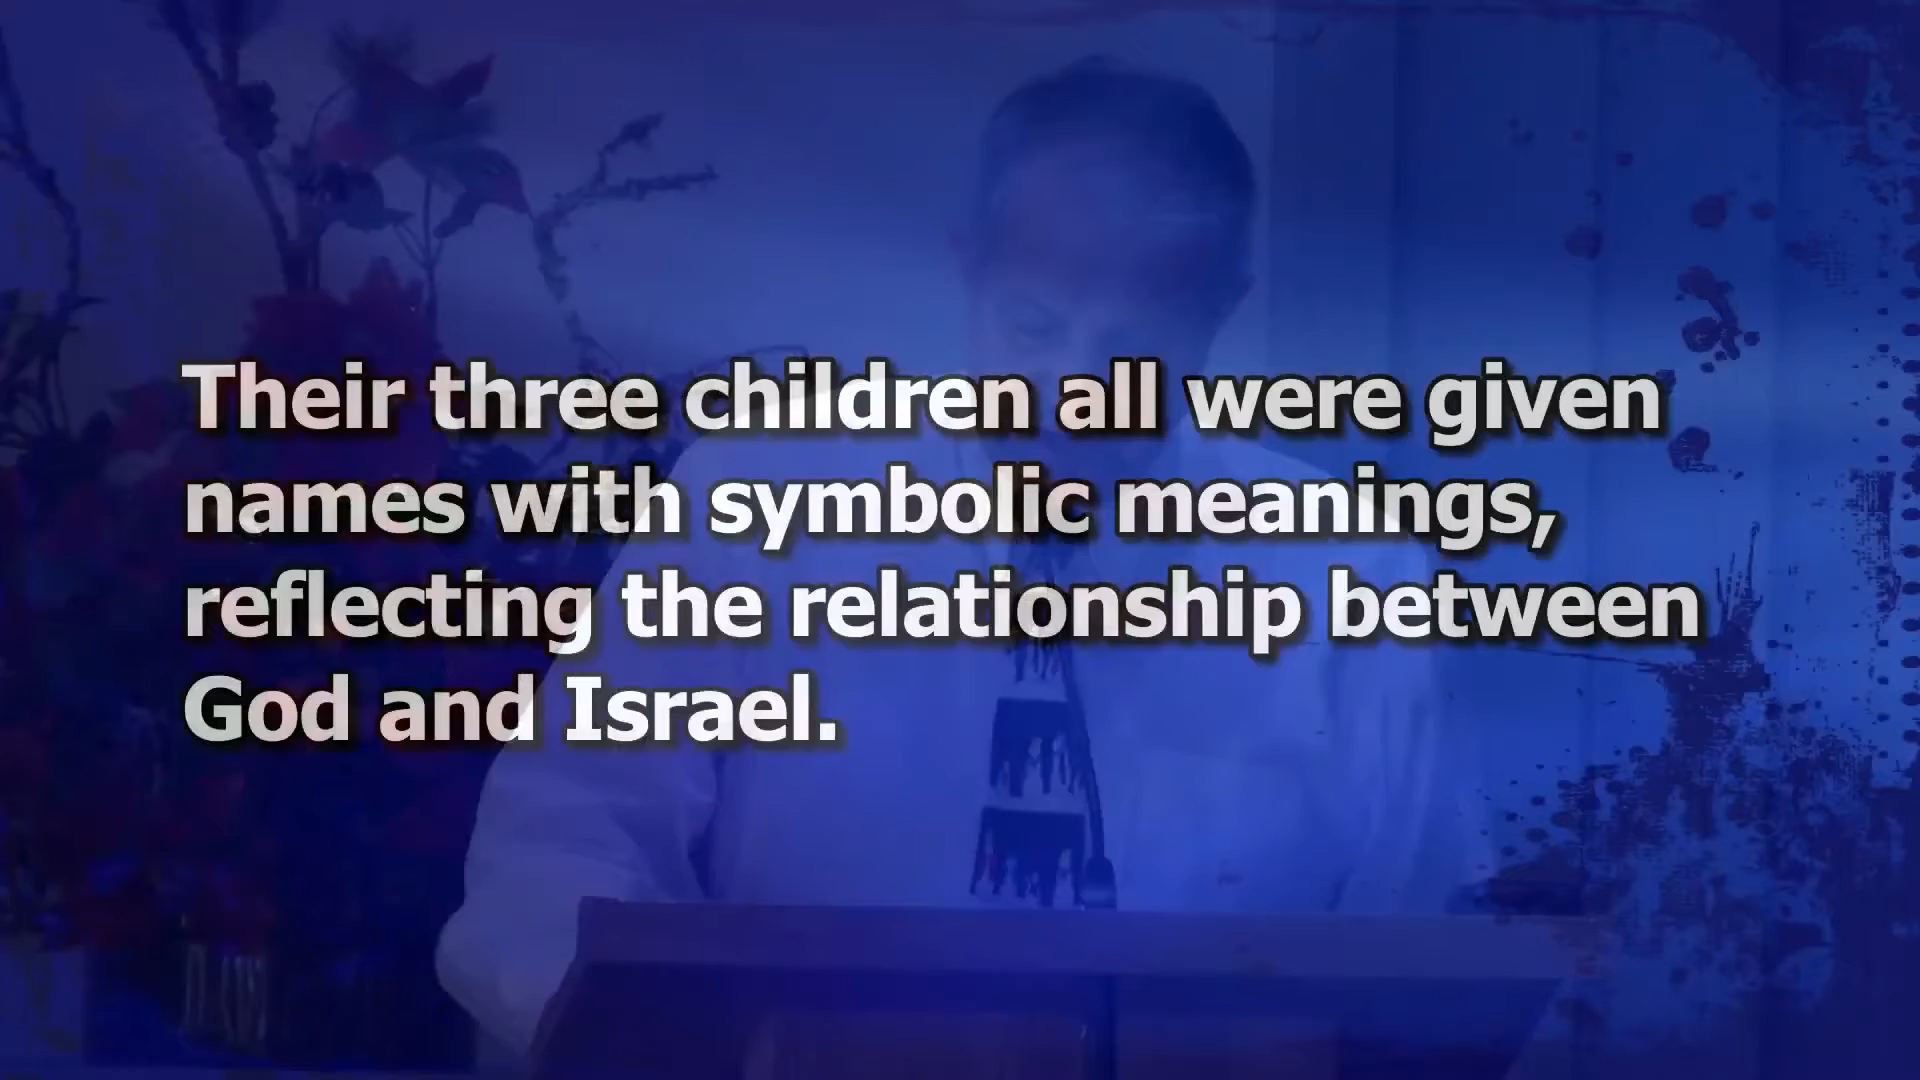 Their three children all were given
names with symbolic meanings,
reflecting the relationship between
God and Israel.